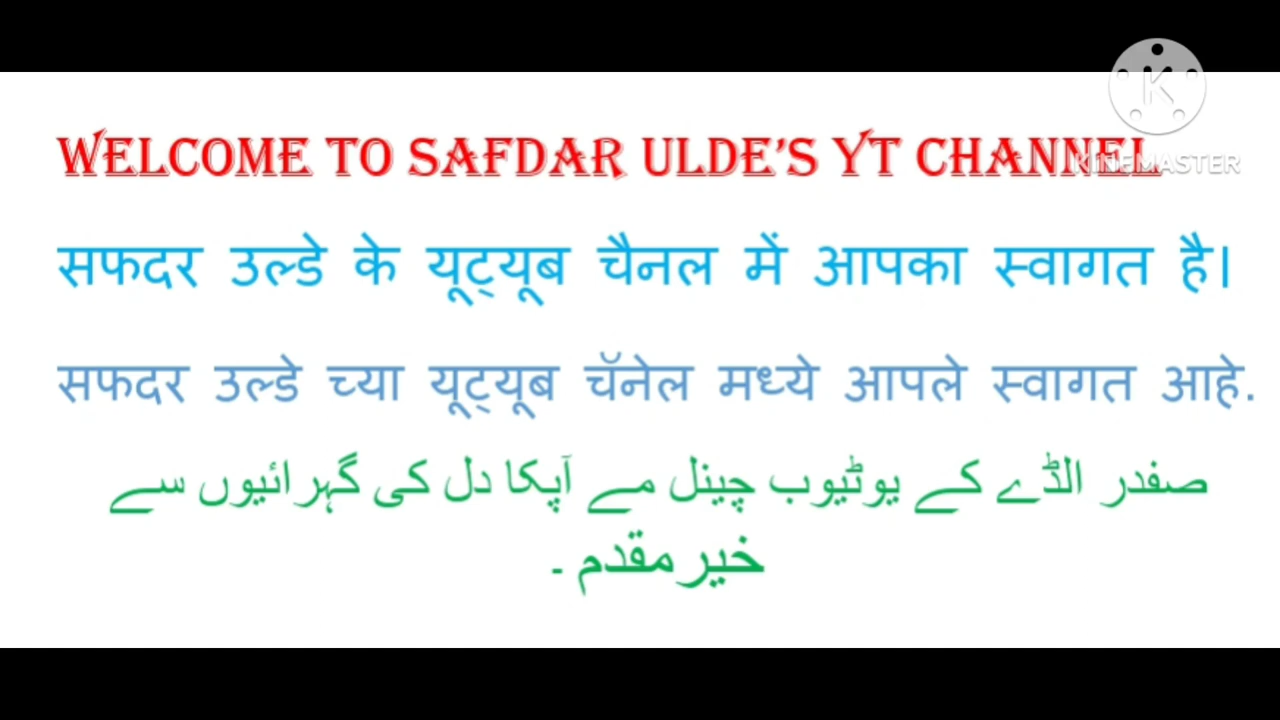 WELCOME TO SAFDAR ULDE'S YT CHANNEL
KINEMASTER
सफदर उल्डे के यूट्यूब चैनल में आपका स्वागत है।
सफदर उल्डे च्या यूट्यूब चॅनेल मध्ये आपले स्वागत आहे.
صفدر الڈے کے یوٹیوب چینل مے آپکا دل کی گہرائیوں سے
خیر مقدم ۔